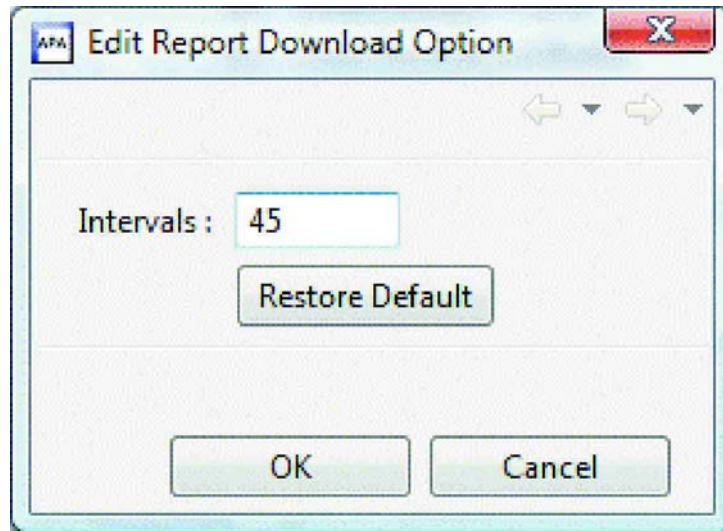 APA Edit Report Download Option
Intervals : 45
Restore Default
OK Cancel